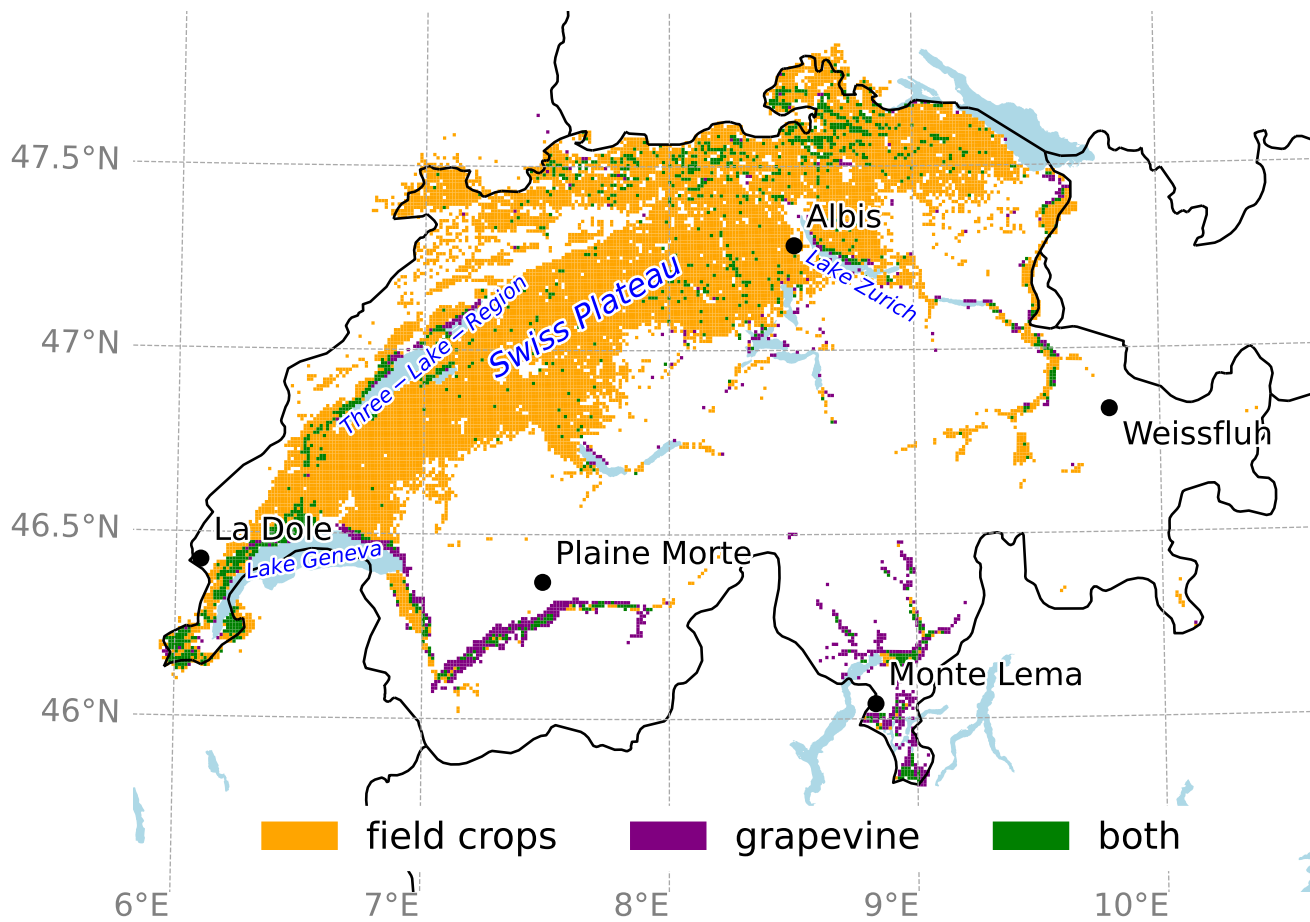 47.5°N
Albis
Lake Zurich
Swiss Plateau
Three – Lake – Region
47°N
Weissfluh
46.5°N
La Dole
Lake Geneva
Plaine Morte
Monte Lema
46°N
field crops
grapevine
both
6°E
7°E
8°E
9°E
10°E